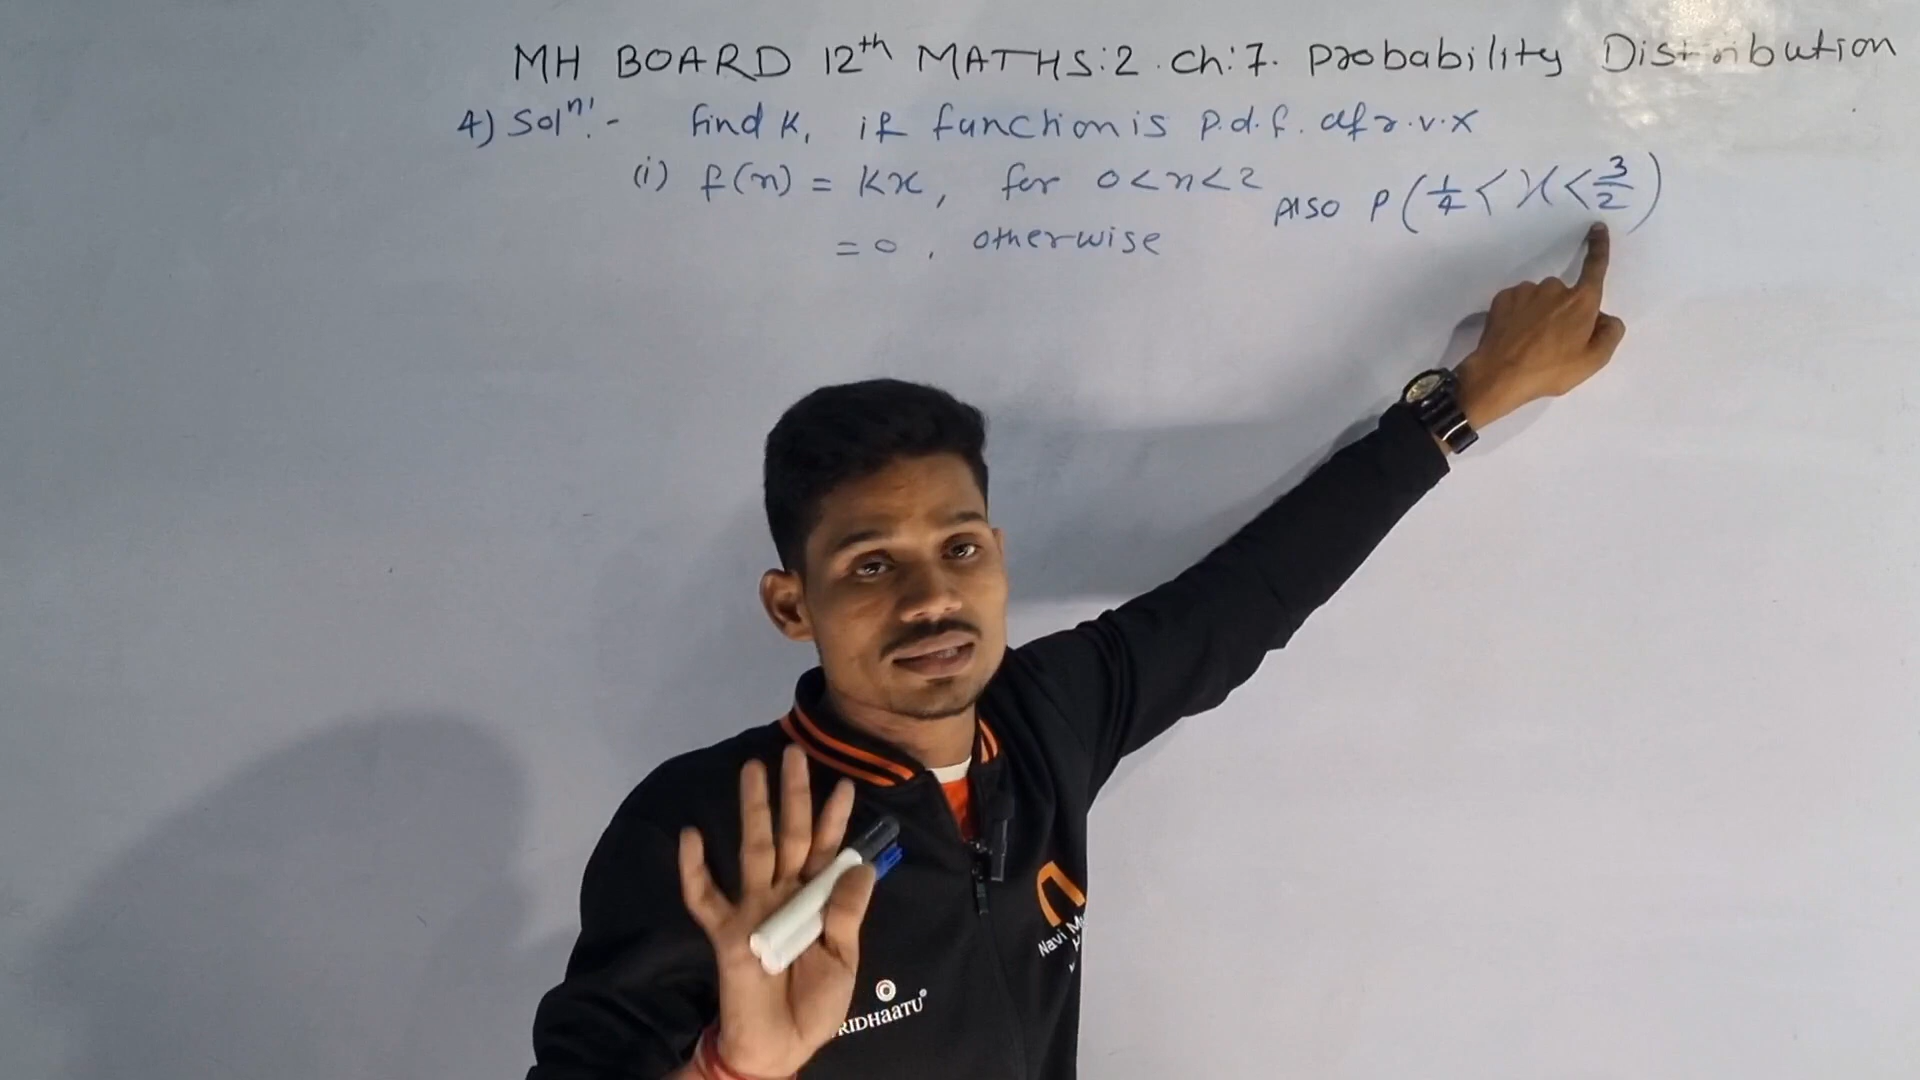 MH BOARD 12th MATHS:2. Ch:7. Probability Distribution
4) Solⁿ:- find K, if function is p.d.f. of r.v.X
(i) f(x) = Kx, for 0<x<2 Also P(1/4 < X < 3/2)
= 0, otherwise
Navi
RIDHaaTU